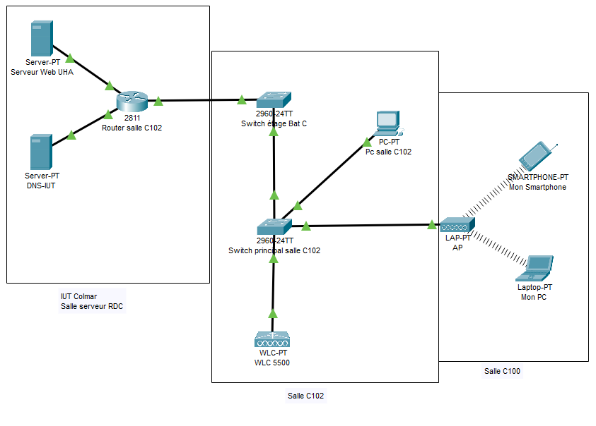 Server-PT
Serveur Web UHA
2811
Router salle C102
Server-PT
DNS-IUT
IUT Colmar
Salle serveur RDC
2960-24TT
Switch étage Bat C
PC-PT
Pc salle C102
2960-24TT
Switch principal salle C102
WLC-PT
WLC 5500
Salle C102
SMARTPHONE-PT
Mon Smartphone
LAP-PT
AP
Laptop-PT
Mon PC
Salle C100